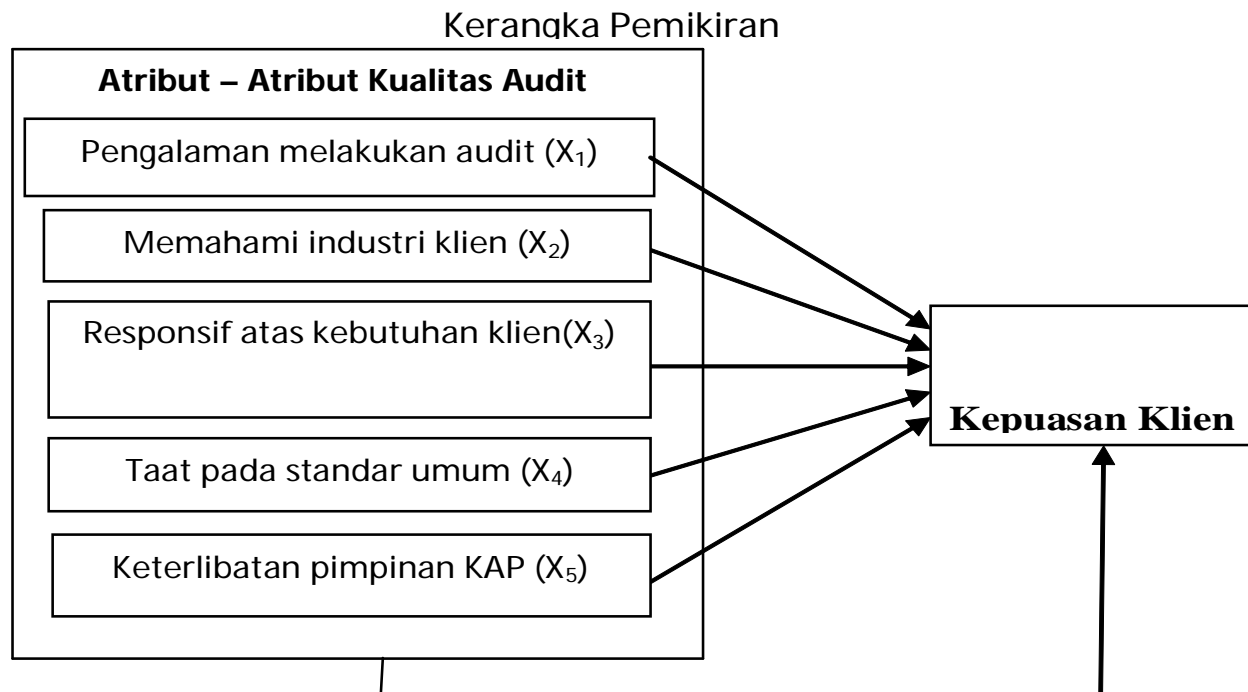 Kerangka Pemikiran
Atribut – Atribut Kualitas Audit
Pengalaman melakukan audit (X₁)
Memahami industri klien (X₂)
Responsif atas kebutuhan klien(X₃)
Taat pada standar umum (X₄)
Keterlibatan pimpinan KAP (X₅)
Kepuasan Klien